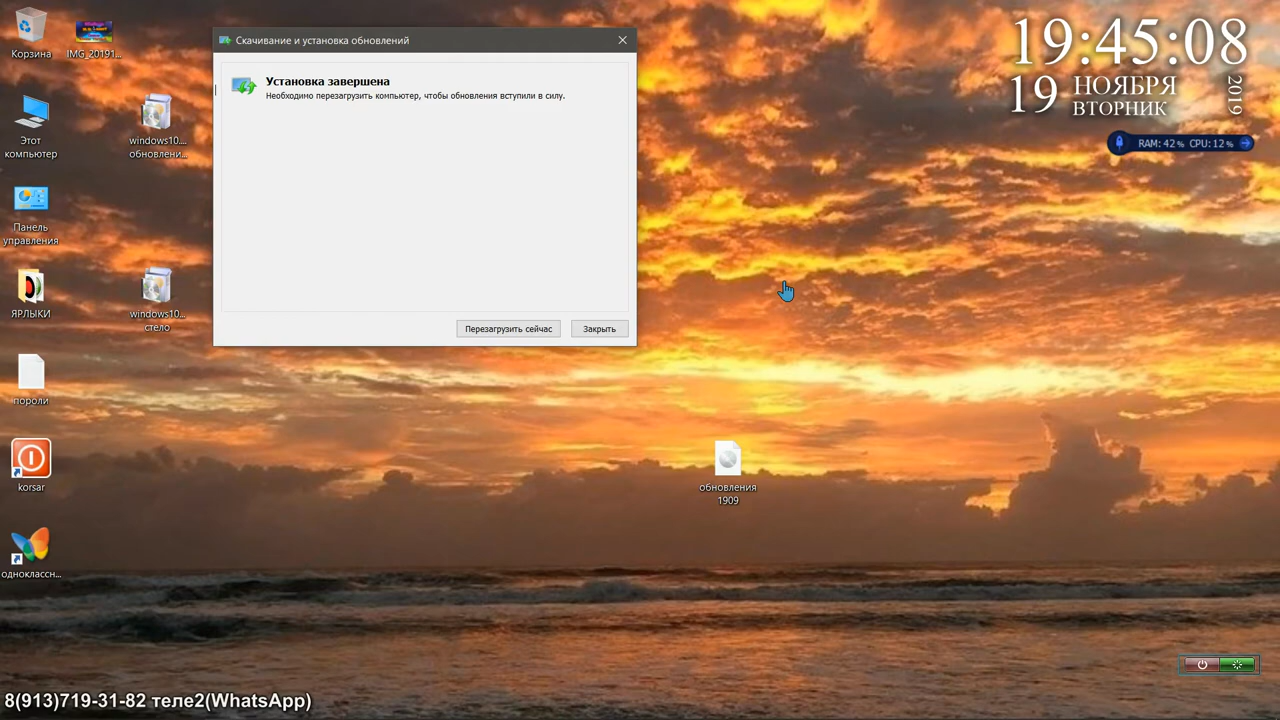 Корзина
IMG_20191...
Этот
компьютер
windows10....
обновлени...
Панель
управления
ЯРЛЫКИ
windows10...
стело
пороли
korsar
одноклассн...
Скачивание и установка обновлений
Установка завершена
Необходимо перезагрузить компьютер, чтобы обновления вступили в силу.
Перезагрузить сейчас
Закрыть
19:45:08
19 НОЯБРЯ
ВТОРНИК
2019
RAM: 42% CPU: 12%
обновления
1909
8(913)719-31-82 теле2(WhatsApp)